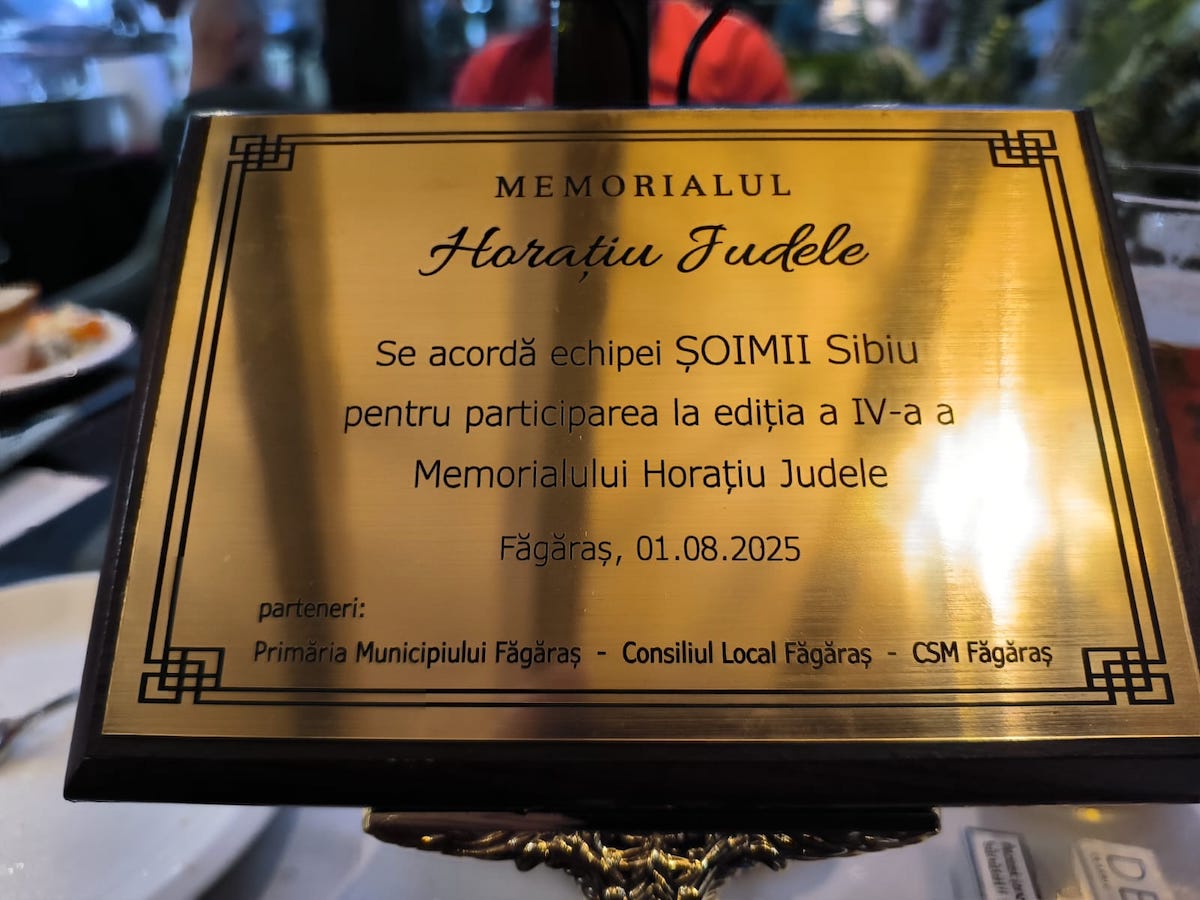 MEMORIALUL
Horațiu Judele
Se acordă echipei ȘOIMII Sibiu
pentru participarea la ediția a IV-a a
Memorialului Horațiu Judele
Făgăraș, 01.08.2025
parteneri:
Primăria Municipiului Făgăraș - Consiliul Local Făgăraș - CSM Făgăraș